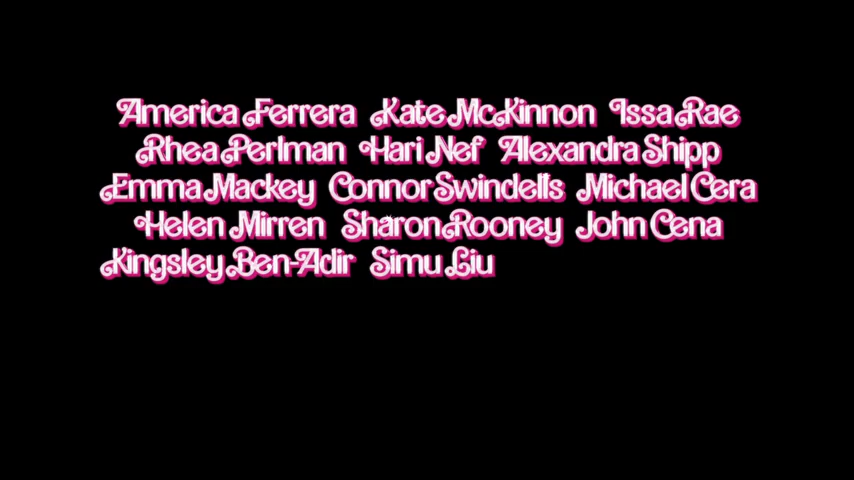 America Ferrera Kate McKinnon Issa Rae
Rhea Perlman Hari Nef Alexandra Shipp
Emma Mackey Connor Swindells Michael Cera
Helen Mirren Sharon Rooney John Cena
Kingsley Ben-Adir Simu Liu